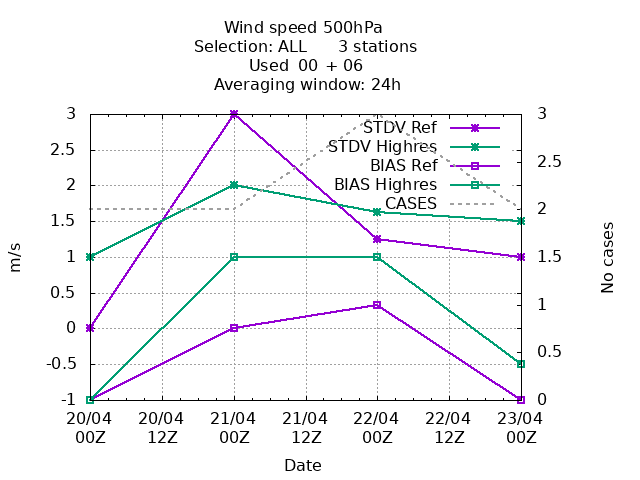 Wind speed 500hPa
Selection: ALL 3 stations
Used 00 + 06
Averaging window: 24h
3
2.5
2
1.5
1
0.5
0
-0.5
-1
m/s
STDV Ref
STDV Highres
BIAS Ref
BIAS Highres
CASES
3
2.5
2
1.5
1
0.5
0
No cases
20/04 20/04 21/04 21/04 22/04 22/04 23/04
00Z 12Z 00Z 12Z 00Z 12Z 00Z
Date